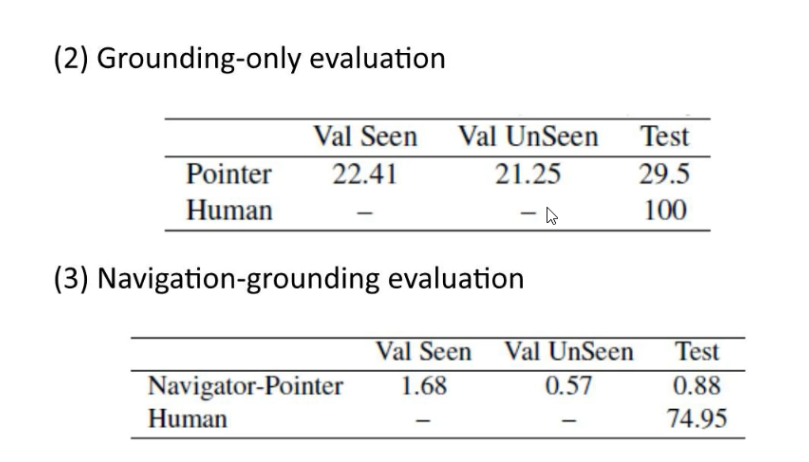 (2) Grounding-only evaluation
Val Seen Val UnSeen Test
Pointer 22.41 21.25 29.5
Human – – 100
(3) Navigation-grounding evaluation
Val Seen Val UnSeen Test
Navigator-Pointer 1.68 0.57 0.88
Human – – 74.95